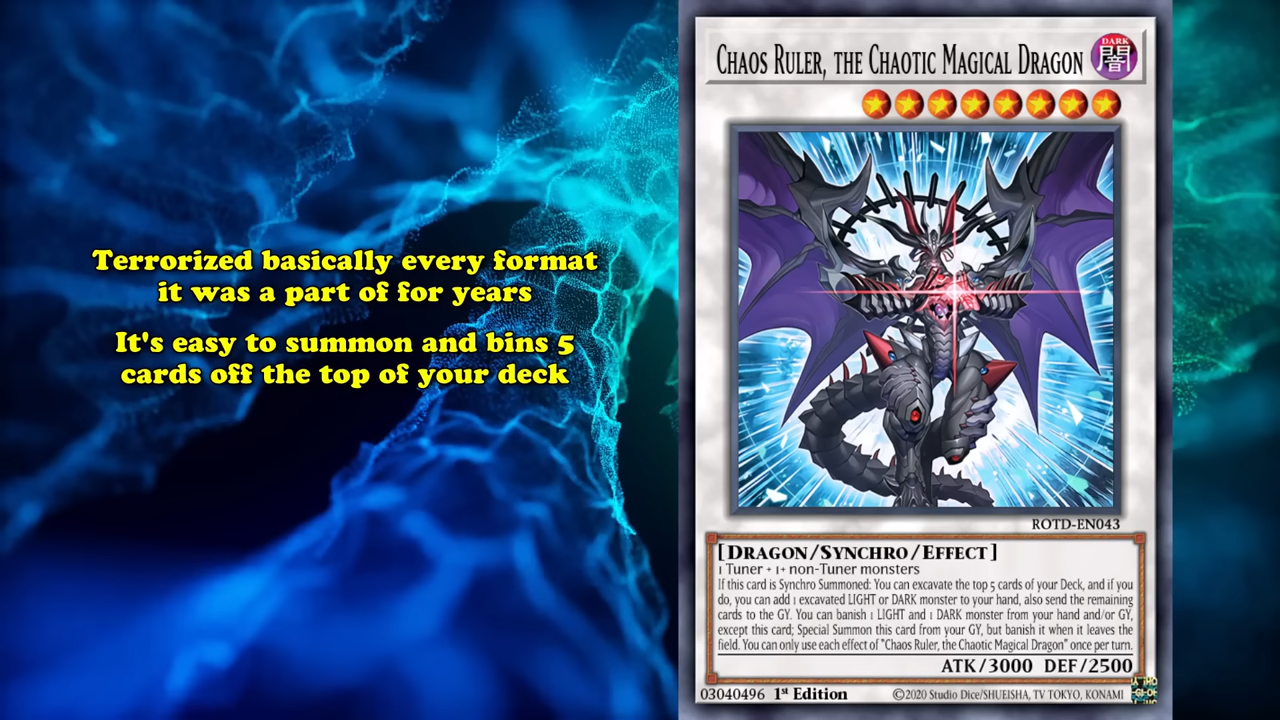 Terrorized basically every format
it was a part of for years
It's easy to summon and bins 5
cards off the top of your deck
CHAOS RULER, THE CHAOTIC MAGICAL DRAGON
DARK
闇
ROTD-EN043
[DRAGON/SYNCHRO/EFFECT]
1 Tuner + 1+ non-Tuner monsters
If this card is Synchro Summoned: You can excavate the top 5 cards of your Deck, and if you
do, you can add 1 excavated LIGHT or DARK monster to your hand, also send the remaining
cards to the GY. You can banish 1 LIGHT and 1 DARK monster from your hand and/or GY,
except this card; Special Summon this card from your GY, but banish it when it leaves the
field. You can only use each effect of "Chaos Ruler, the Chaotic Magical Dragon" once per turn.
ATK/3000 DEF/2500
03040496 1st Edition ©2020 Studio Dice/SHUEISHA, TV TOKYO, KONAMI